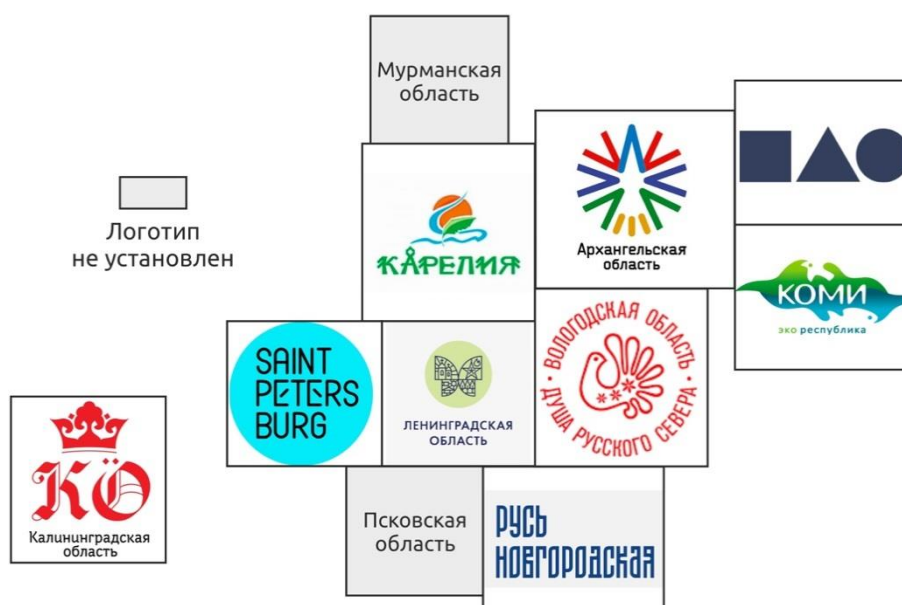 Мурманская
область
Архангельская
область
КАРЕЛИЯ
Логотип
не установлен
КОМИ
эко республика
ВОЛОГОДСКАЯ ОБЛАСТЬ
ДУША РУССКОГО СЕВЕРА
SAINT
PETERS
BURG
ЛЕНИНГРАДСКАЯ
ОБЛАСТЬ
КÖ
Калининградская
область
Псковская
область
РУСЬ
НОВГОРОДСКАЯ